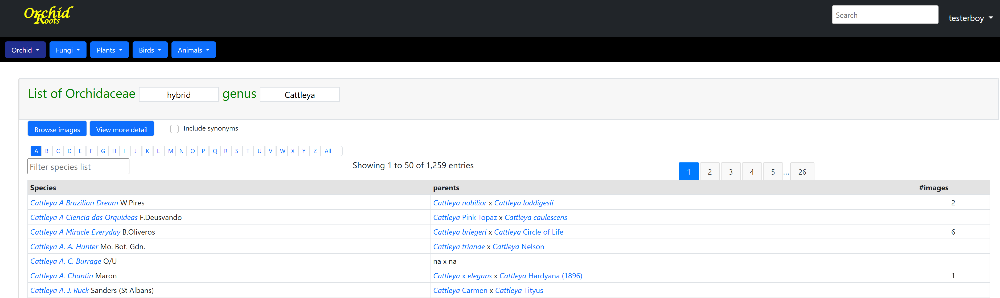 Orchid
Roots
Search
testerboy
Orchid Fungi Plants Birds Animals
List of Orchidaceae hybrid genus Cattleya
Browse images View more detail Include synonyms
A B C D E F G H I J K L M N O P Q R S T U V W X Y Z All
Filter species list Showing 1 to 50 of 1,259 entries 1 2 3 4 5 ... 26
Species parents #images
Cattleya A Brazilian Dream W.Pires Cattleya nobilior x Cattleya loddigesii 2
Cattleya A Ciencia das Orquideas F.Deusvando Cattleya Pink Topaz x Cattleya caulescens
Cattleya A Miracle Everyday B.Oliveros Cattleya briegeri x Cattleya Circle of Life 6
Cattleya A. A. Hunter Mo. Bot. Gdn. Cattleya trianae x Cattleya Nelson
Cattleya A. C. Burrage O/U na x na
Cattleya A. Chantin Maron Cattleya x elegans x Cattleya Hardyana (1896) 1
Cattleya A. J. Ruck Sanders (St Albans) Cattleya Carmen x Cattleya Tityus